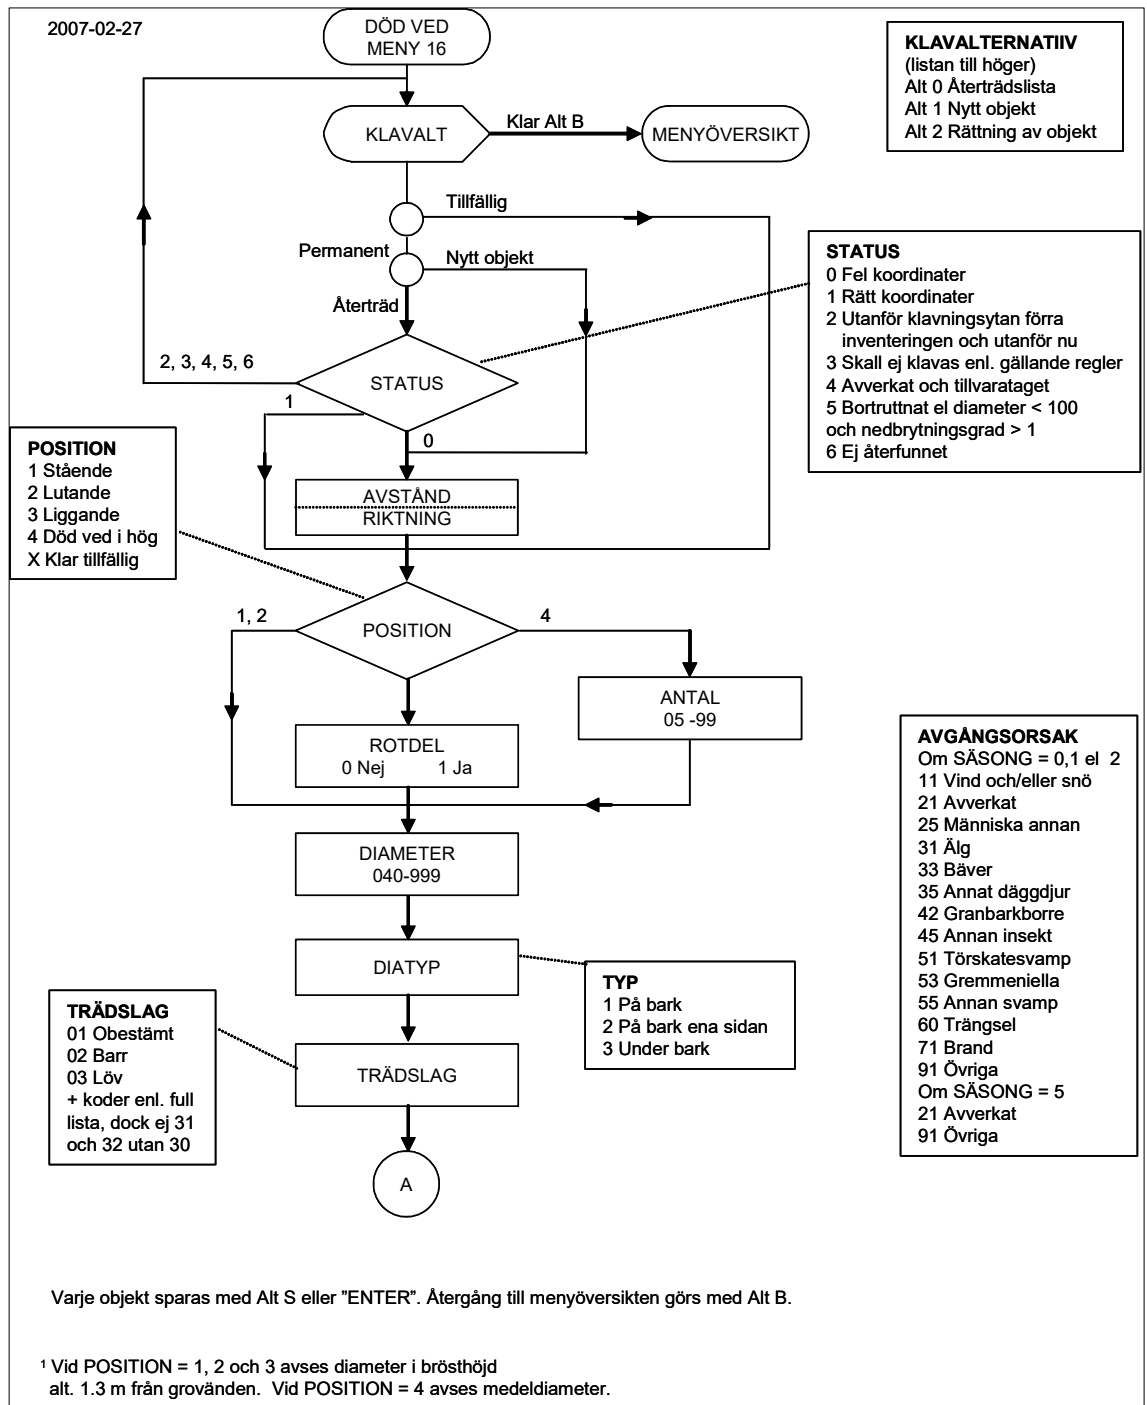 2007-02-27
DÖD VED
MENY 16
KLAVALTERNATIIV
(listan till höger)
Alt 0 Återträdslista
Alt 1 Nytt objekt
Alt 2 Rättning av objekt
KLAVALT
Klar Alt B
MENYÖVERSIKT
Tillfällig
Permanent
Nytt objekt
Återträd
STATUS
0 Fel koordinater
1 Rätt koordinater
2 Utanför klavningsytan förra
inventeringen och utanför nu
3 Skall ej klavas enl. gällande regler
4 Avverkat och tillvarataget
5 Bortruttnat el diameter < 100
och nedbrytningsgrad > 1
6 Ej återfunnet
2, 3, 4, 5, 6
STATUS
1
0
POSITION
1 Stående
2 Lutande
3 Liggande
4 Död ved i hög
X Klar tillfällig
AVSTÅND
RIKTNING
1, 2
POSITION
4
ANTAL
05 -99
ROTDEL
0 Nej 1 Ja
AVGÅNGSORSAK
Om SÄSONG = 0,1 el 2
11 Vind och/eller snö
21 Avverkat
25 Människa annan
31 Älg
33 Bäver
35 Annat däggdjur
42 Granbarkborre
45 Annan insekt
51 Törskatesvamp
53 Gremmeniella
55 Annan svamp
60 Trängsel
71 Brand
91 Övriga
Om SÄSONG = 5
21 Avverkat
91 Övriga
DIAMETER
040-999
DIATYP
TYP
1 På bark
2 På bark ena sidan
3 Under bark
TRÄDSLAG
01 Obestämt
02 Barr
03 Löv
+ koder enl. full
lista, dock ej 31
och 32 utan 30
TRÄDSLAG
A
Varje objekt sparas med Alt S eller ”ENTER”. Återgång till menyöversikten görs med Alt B.
¹ Vid POSITION = 1, 2 och 3 avses diameter i brösthöjd
alt. 1.3 m från grovänden. Vid POSITION = 4 avses medeldiameter.